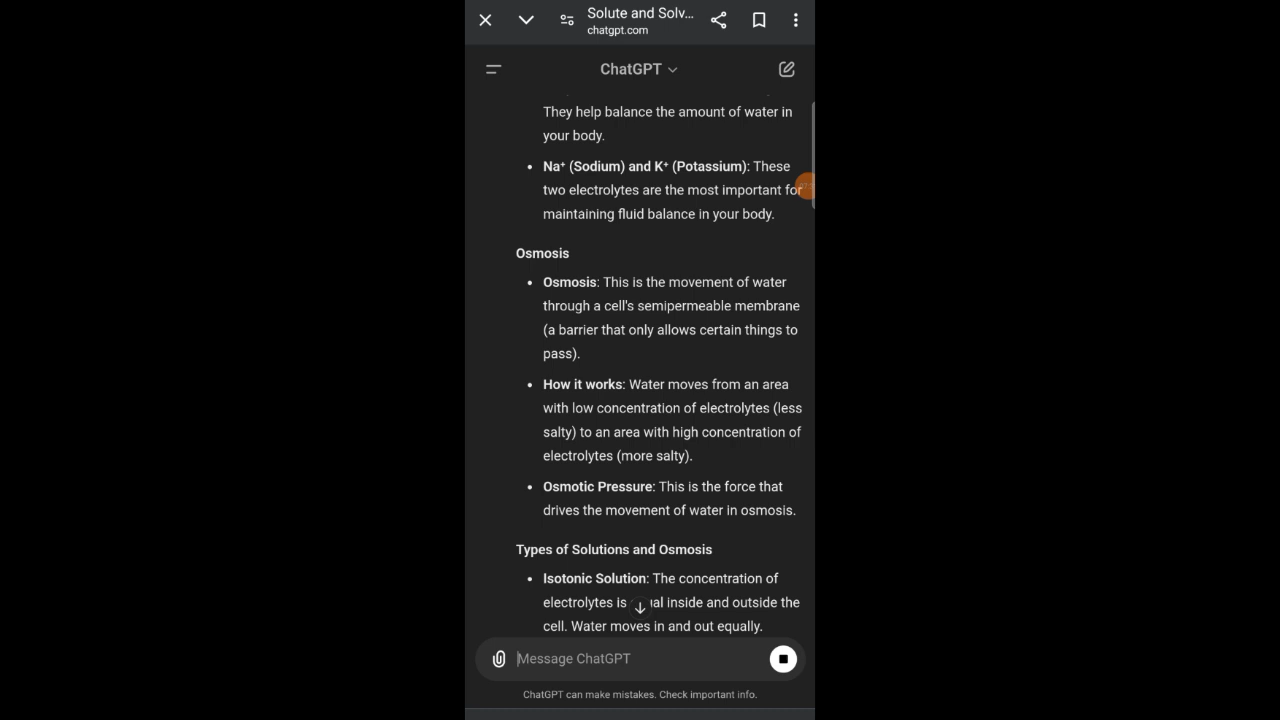 Solute and Solv...
chatgpt.com
ChatGPT
They help balance the amount of water in
your body.
• Na⁺ (Sodium) and K⁺ (Potassium): These
two electrolytes are the most important for
maintaining fluid balance in your body.
Osmosis
• Osmosis: This is the movement of water
through a cell's semipermeable membrane
(a barrier that only allows certain things to
pass).
• How it works: Water moves from an area
with low concentration of electrolytes (less
salty) to an area with high concentration of
electrolytes (more salty).
• Osmotic Pressure: This is the force that
drives the movement of water in osmosis.
Types of Solutions and Osmosis
• Isotonic Solution: The concentration of
electrolytes is al inside and outside the
cell. Water moves in and out equally.
Message ChatGPT
ChatGPT can make mistakes. Check important info.